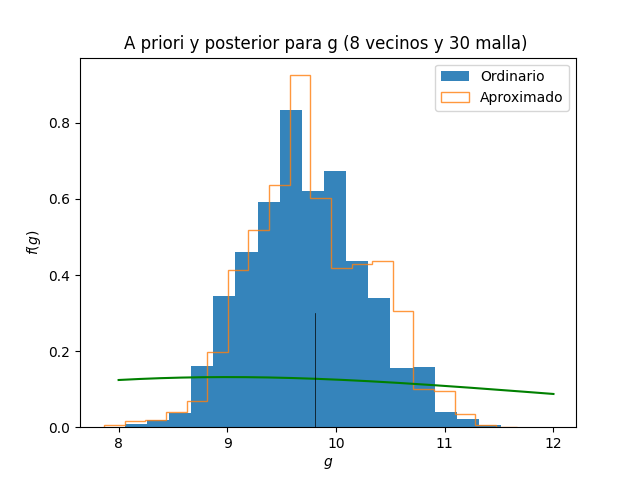 A priori y posterior para g (8 vecinos y 30 malla)
Ordinario
Aproximado
0.8
0.6
0.4
0.2
0.0
f(g)
8
9
10
11
12
g